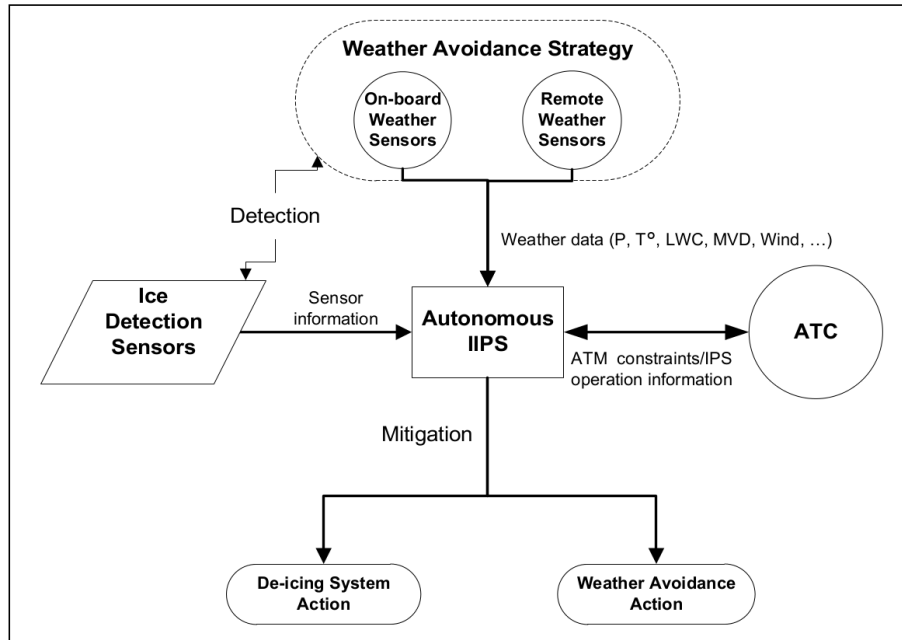 Weather Avoidance Strategy
On-board
Weather
Sensors
Remote
Weather
Sensors
Detection
Weather data (P, T°, LWC, MVD, Wind, …)
Ice
Detection
Sensors
Sensor
information
Autonomous
IIPS
ATC
ATM constraints/IPS
operation information
Mitigation
De-icing System
Action
Weather Avoidance
Action